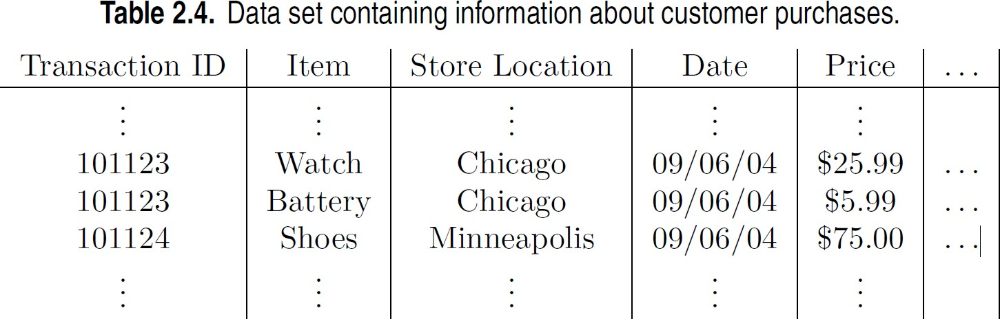 Table 2.4. Data set containing information about customer purchases.
Transaction ID Item Store Location Date Price ...
⋮ ⋮ ⋮ ⋮ ⋮
101123 Watch Chicago 09/06/04 $25.99 ...
101123 Battery Chicago 09/06/04 $5.99 ...
101124 Shoes Minneapolis 09/06/04 $75.00 ...
⋮ ⋮ ⋮ ⋮ ⋮